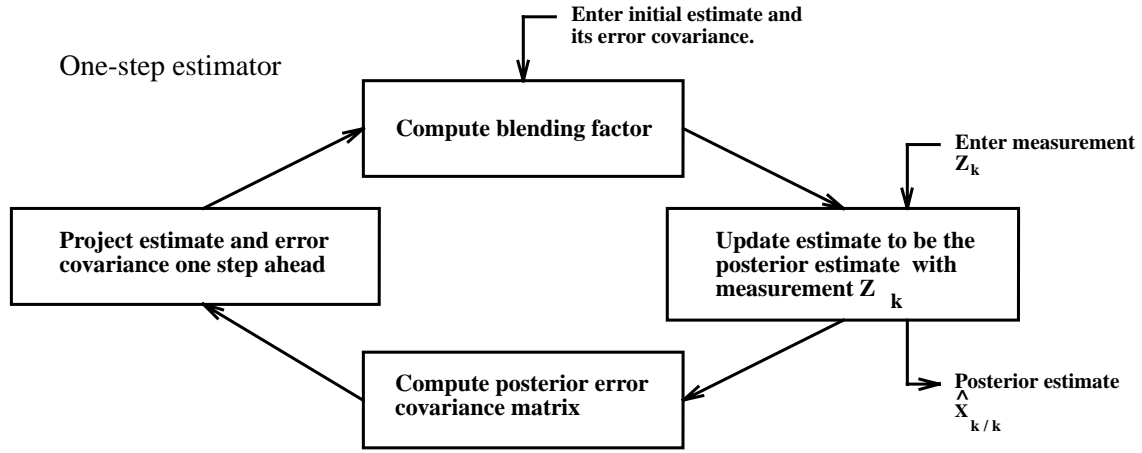 Enter initial estimate and
its error covariance.
One-step estimator
Compute blending factor
Enter measurement
Z k
Project estimate and error
covariance one step ahead
Update estimate to be the
posterior estimate with
measurement Z k
Compute posterior error
covariance matrix
Posterior estimate
^
X k / k